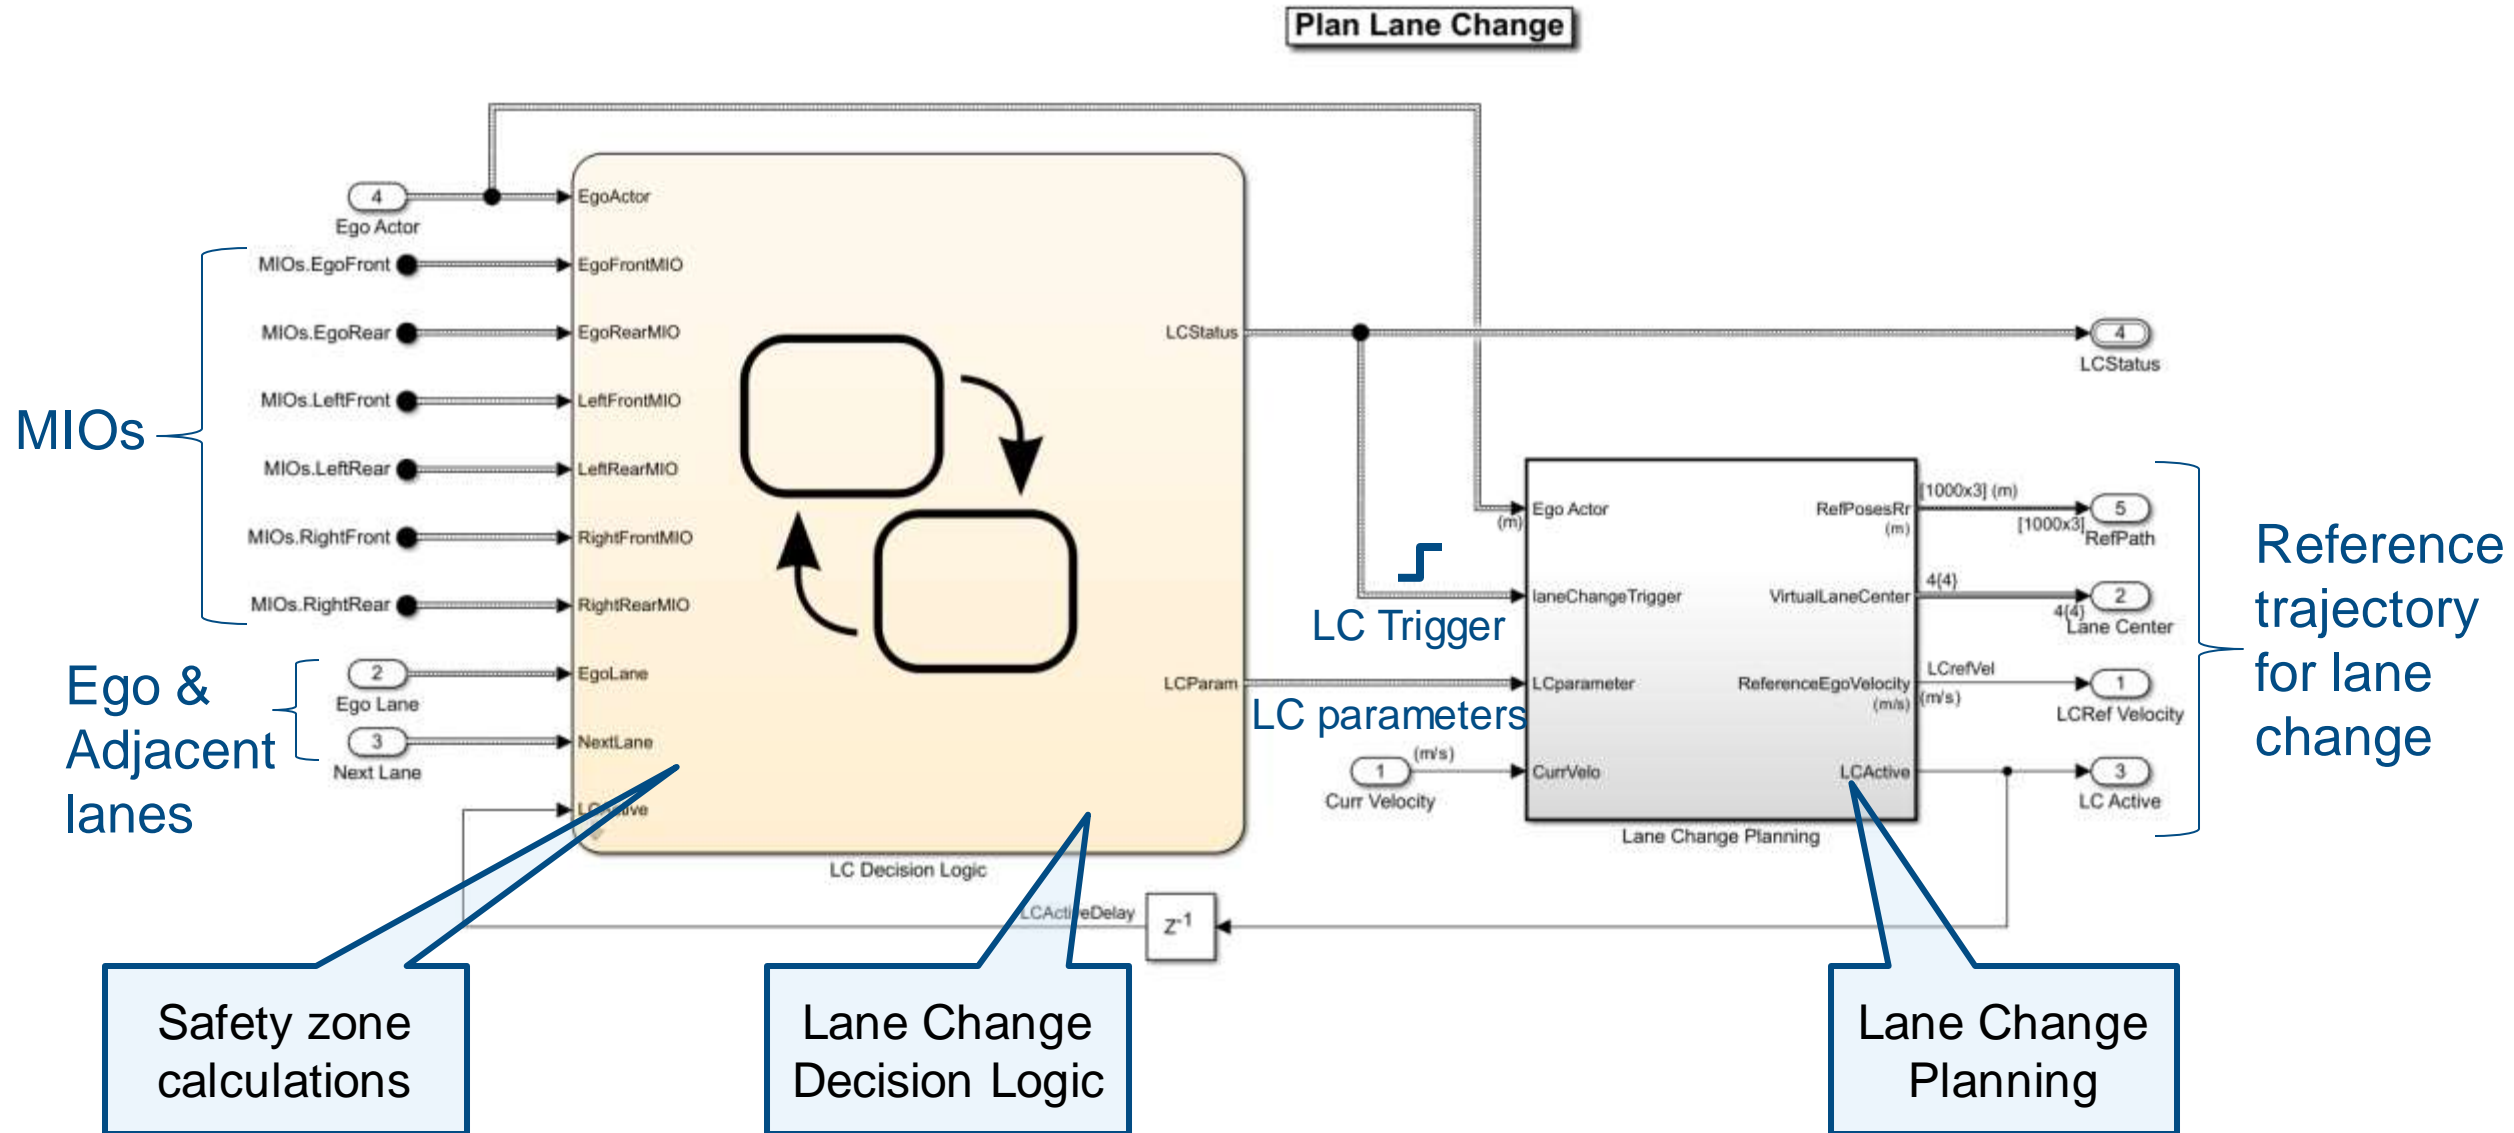 Plan Lane Change
4
Ego Actor
MIOs.EgoFront
MIOs.EgoRear
MIOs.LeftFront
MIOs.LeftRear
MIOs.RightFront
MIOs.RightRear
MIOs
Ego &
Adjacent
lanes
2
Ego Lane
3
Next Lane
EgoActor
EgoFrontMIO
EgoRearMIO
LeftFrontMIO
LeftRearMIO
RightFrontMIO
RightRearMIO
EgoLane
NextLane
LCStatus
LCParam
LC Decision Logic
LC Trigger
LC parameters
1
Curr Velocity
(m/s)
(m)
Ego Actor
laneChangeTrigger
LCparameter
CurrVelo
RefPosesRr
(m)
VirtualLaneCenter
ReferenceEgoVelocity
(m/s)
LCActive
Lane Change Planning
4
LCStatus
[1000x3] (m)
[1000x3]
5
RefPath
4{4}
4{4}
2
Lane Center
LCrefVel
(m/s)
1
LCRef Velocity
3
LC Active
Reference
trajectory
for lane
change
LCActiveDelay
Z-1
Safety zone
calculations
Lane Change
Decision Logic
Lane Change
Planning